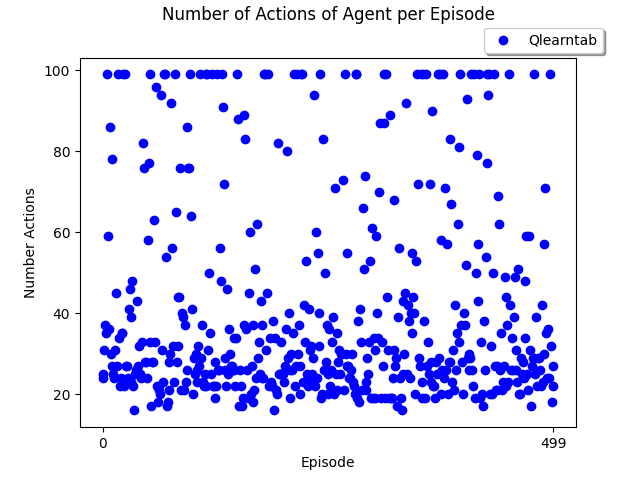 Number of Actions of Agent per Episode
Qlearntab
100
80
60
40
20
Number Actions
0
499
Episode